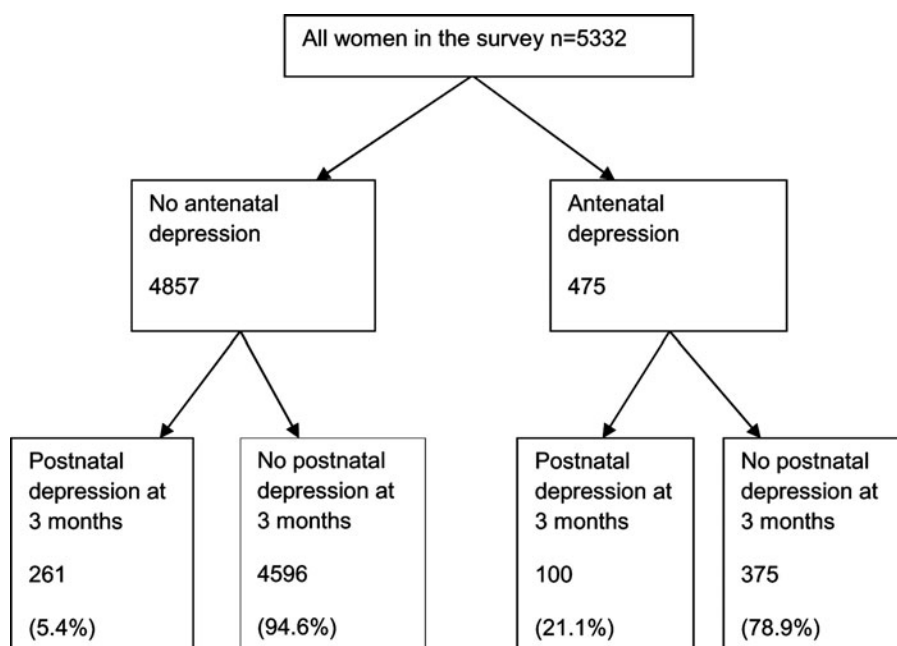 All women in the survey n=5332
No antenatal
depression
4857
Antenatal
depression
475
Postnatal
depression at
3 months
261
(5.4%)
No postnatal
depression at
3 months
4596
(94.6%)
Postnatal
depression at
3 months
100
(21.1%)
No postnatal
depression at
3 months
375
(78.9%)